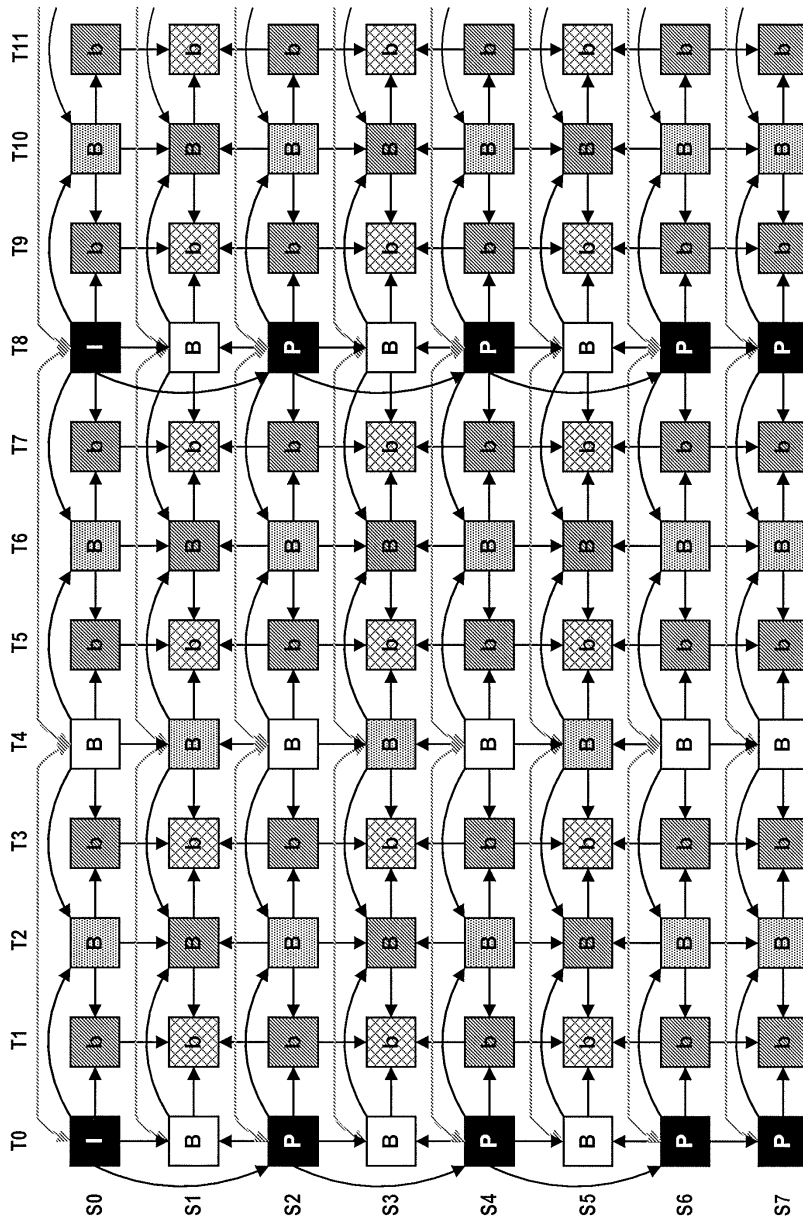 T0 T1 T2 T3 T4 T5 T6 T7 T8 T9 T10 T11
S0 I b B b B b B b I b B b
S1 B b B b B b B b B b B b
S2 P b B b B b B b P b B b
S3 B b B b B b B b B b B b
S4 P b B b B b B b P b B b
S5 B b B b B b B b B b B b
S6 P b B b B b B b P b B b
S7 P b B b B b B b P b B b